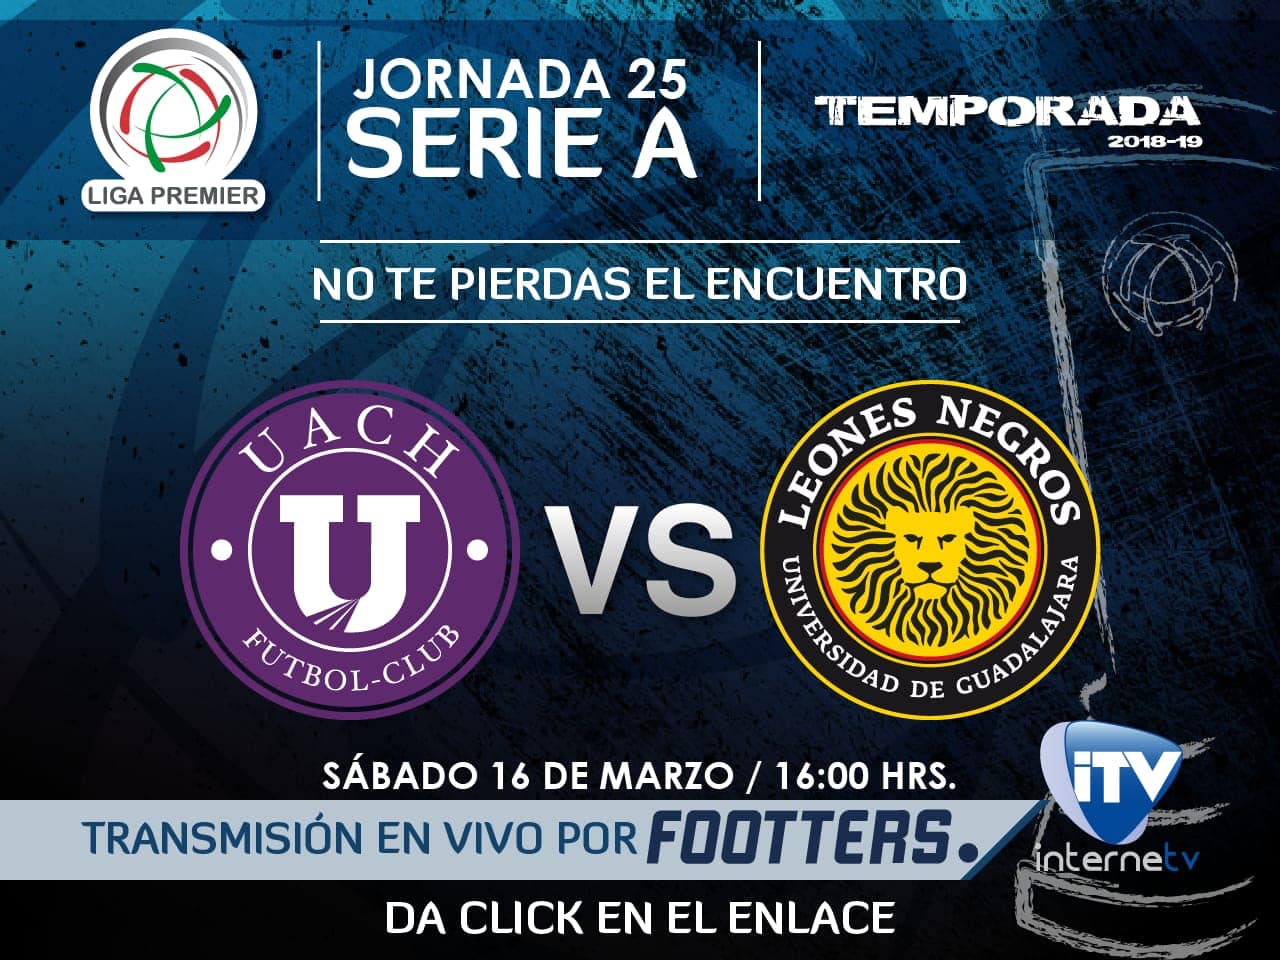 LIGA PREMIER
JORNADA 25
SERIE A
TEMPORADA
2018-19
NO TE PIERDAS EL ENCUENTRO
UACH
U
FUTBOL-CLUB
VS
LEONES NEGROS
UNIVERSIDAD DE GUADALAJARA
SÁBADO 16 DE MARZO / 16:00 HRS.
TRANSMISIÓN EN VIVO POR FOOTTERS.
iTV
internetv
DA CLICK EN EL ENLACE